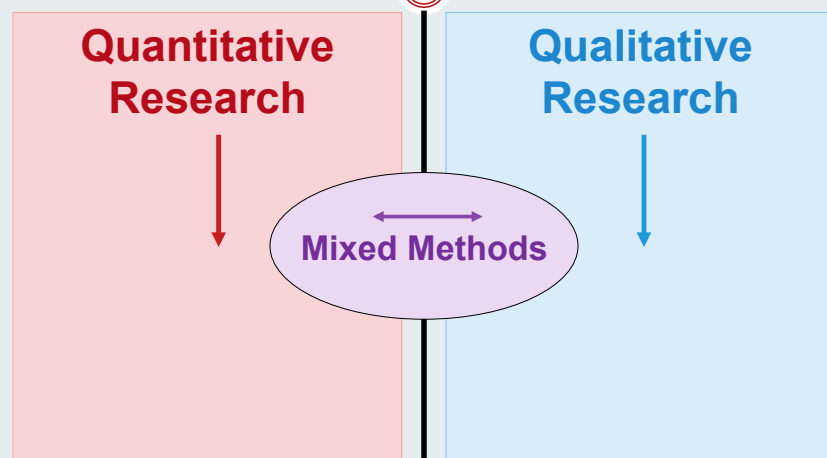 Quantitative
Research
Qualitative
Research
Mixed Methods